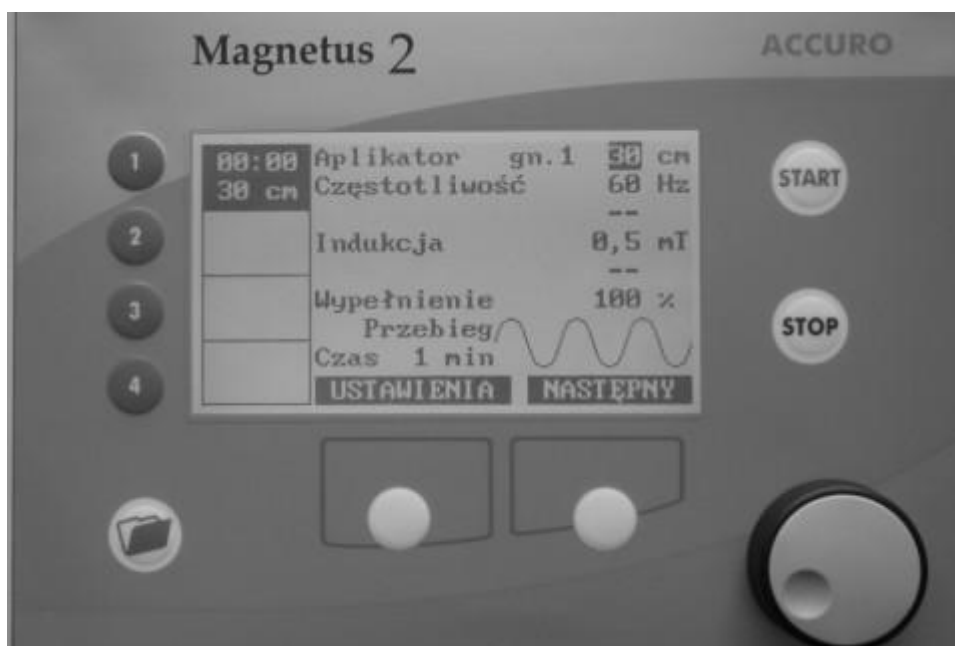 Magnetus 2
ACCURO
1
2
3
4
00:00
30 cm
Aplikator gn.1 30 cm
Częstotliwość 60 Hz
--
Indukcja 0,5 mT
--
Wypełnienie 100 %
Przebieg
Czas 1 min
USTAWIENIA
NASTĘPNY
START
STOP